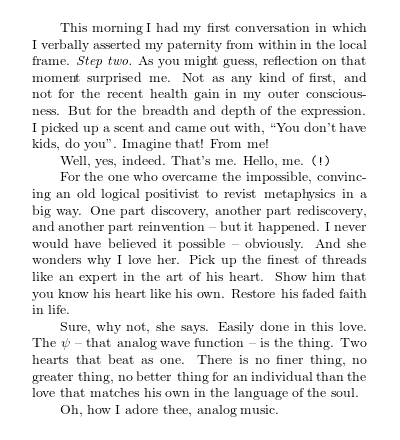 This morning I had my first conversation in which
I verbally asserted my paternity from within in the local
frame. Step two. As you might guess, reflection on that
moment surprised me. Not as any kind of first, and
not for the recent health gain in my outer conscious-
ness. But for the breadth and depth of the expression.
I picked up a scent and came out with, “You don’t have
kids, do you”. Imagine that! From me!
Well, yes, indeed. That’s me. Hello, me. (!)
For the one who overcame the impossible, convinc-
ing an old logical positivist to revist metaphysics in a
big way. One part discovery, another part rediscovery,
and another part reinvention – but it happened. I never
would have believed it possible – obviously. And she
wonders why I love her. Pick up the finest of threads
like an expert in the art of his heart. Show him that
you know his heart like his own. Restore his faded faith
in life.
Sure, why not, she says. Easily done in this love.
The ψ – that analog wave function – is the thing. Two
hearts that beat as one. There is no finer thing, no
greater thing, no better thing for an individual than the
love that matches his own in the language of the soul.
Oh, how I adore thee, analog music.